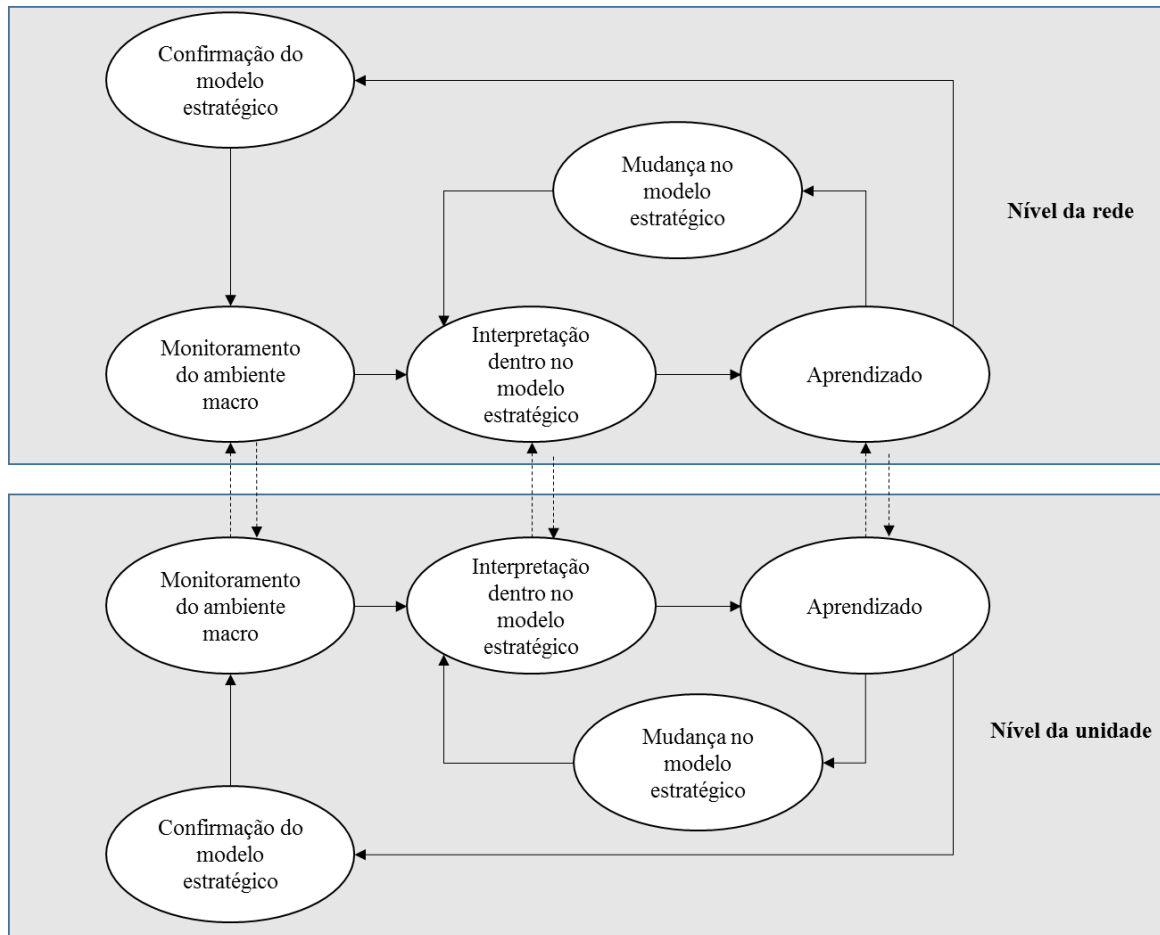 Confirmação do
modelo
estratégico
Mudança no
modelo
estratégico
Nível da rede
Monitoramento
do ambiente
macro
Interpretação
dentro no
modelo
estratégico
Aprendizado
Monitoramento
do ambiente
macro
Interpretação
dentro no
modelo
estratégico
Aprendizado
Mudança no
modelo
estratégico
Nível da unidade
Confirmação do
modelo
estratégico